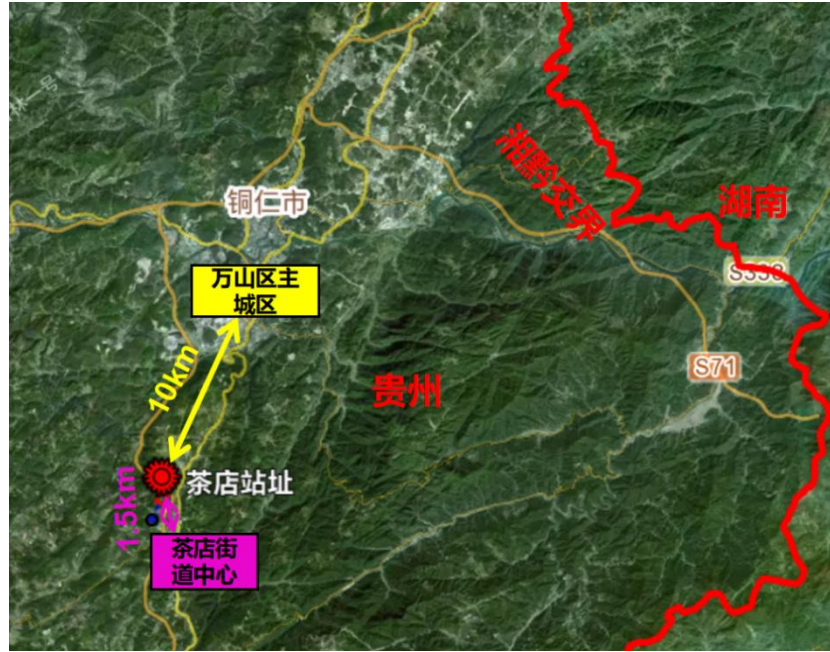 湘黔交界
湖南
铜仁市
S338
万山区主
城区
10km
贵州
S71
茶店站址
1.5km
茶店街
道中心